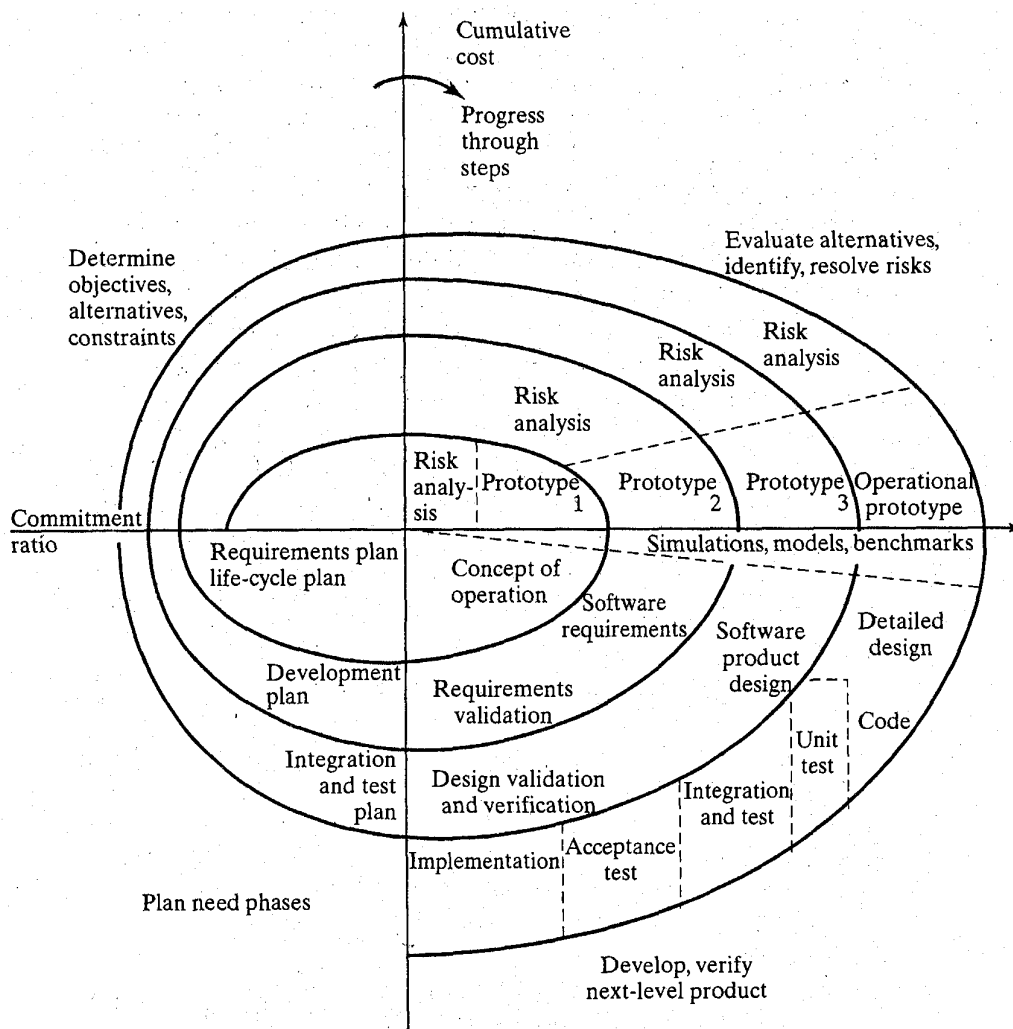 Cumulative
cost
Progress
through
steps
Determine
objectives,
alternatives,
constraints
Evaluate alternatives,
identify, resolve risks
Risk
analysis
Risk
analysis
Risk
analysis
Risk
analy-
sis
Prototype
1
Prototype
2
Prototype
3
Operational
prototype
Commitment
ratio
Simulations, models, benchmarks
Requirements plan
life-cycle plan
Concept of
operation
Software
requirements
Software
product
design
Detailed
design
Development
plan
Requirements
validation
Code
Unit
test
Integration
and test
plan
Design validation
and verification
Integration
and test
Acceptance
test
Implementation
Plan need phases
Develop, verify
next-level product